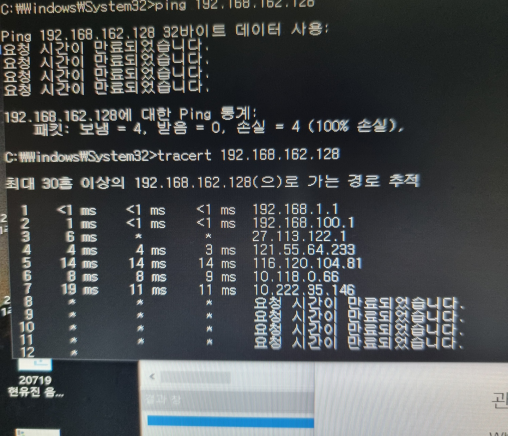 C:\Windows\System32>ping 192.168.162.128
Ping 192.168.162.128 32바이트 데이터 사용:
요청 시간이 만료되었습니다.
요청 시간이 만료되었습니다.
요청 시간이 만료되었습니다.
요청 시간이 만료되었습니다.
192.168.162.128에 대한 Ping 통계:
패킷: 보냄 = 4, 받음 = 0, 손실 = 4 (100% 손실),
C:\Windows\System32>tracert 192.168.162.128
최대 30홉 이상의 192.168.162.128(으)로 가는 경로 추적
1 <1 ms <1 ms <1 ms 192.168.1.1
2 1 ms <1 ms <1 ms 192.168.100.1
3 6 ms * * 27.113.122.1
4 4 ms 4 ms 3 ms 121.55.64.233
5 14 ms 14 ms 14 ms 116.120.104.81
6 8 ms 8 ms 9 ms 10.118.0.66
7 19 ms 11 ms 11 ms 10.222.35.146
8 * * * 요청 시간이 만료되었습니다.
9 * * * 요청 시간이 만료되었습니다.
10 * * * 요청 시간이 만료되었습니다.
11 * * * 요청 시간이 만료되었습니다.
12 *
20719
현유진 음...